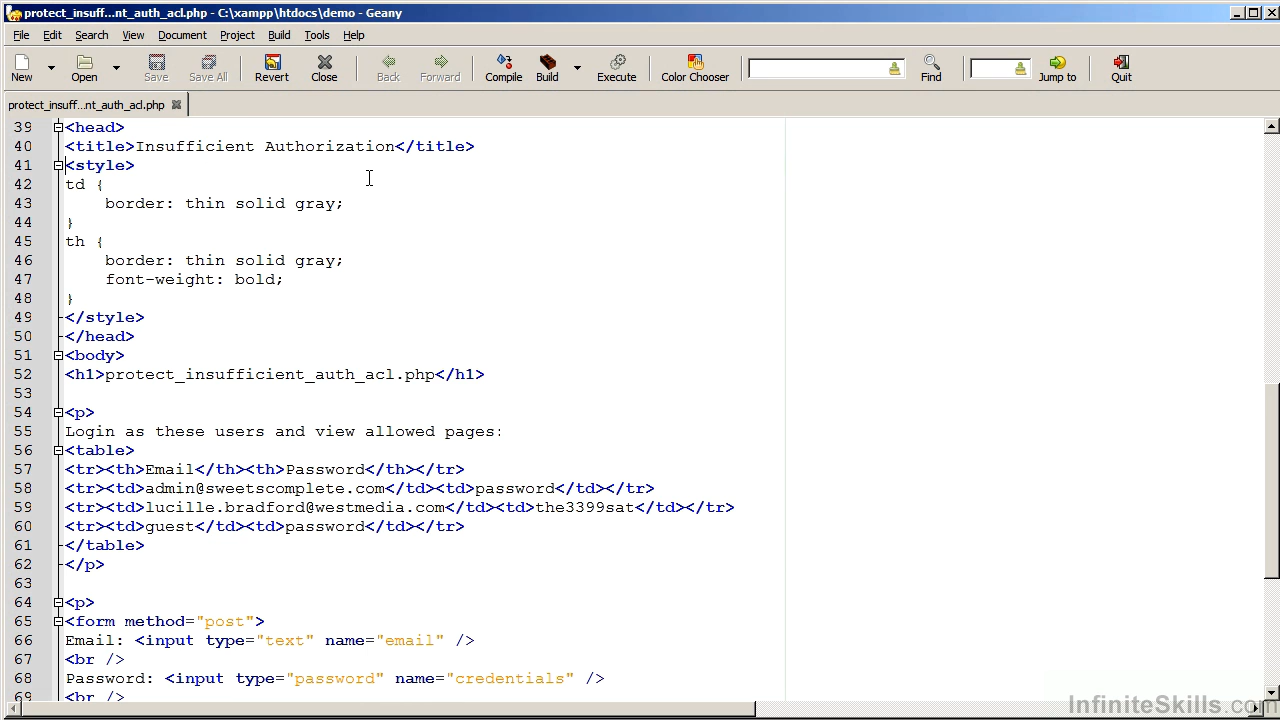 protect_insuff...nt_auth_acl.php - C:\xampp\htdocs\demo - Geany
File Edit Search View Document Project Build Tools Help
New Open Save Save All Revert Close Back Forward Compile Build Execute Color Chooser Find Jump to Quit
protect_insuff...nt_auth_acl.php
39 <head>
40 <title>Insufficient Authorization</title>
41 <style>
42 td {
43     border: thin solid gray;
44 }
45 th {
46     border: thin solid gray;
47     font-weight: bold;
48 }
49 </style>
50 </head>
51 <body>
52 <h1>protect_insufficient_auth_acl.php</h1>
53
54 <p>
55 Login as these users and view allowed pages:
56 <table>
57 <tr><th>Email</th><th>Password</th></tr>
58 <tr><td>admin@sweetscomplete.com</td><td>password</td></tr>
59 <tr><td>lucille.bradford@westmedia.com</td><td>the3399sat</td></tr>
60 <tr><td>guest</td><td>password</td></tr>
61 </table>
62 </p>
63
64 <p>
65 <form method="post">
66 Email: <input type="text" name="email" />
67 <br />
68 Password: <input type="password" name="credentials" />
69 <br />
InfiniteSkills.com